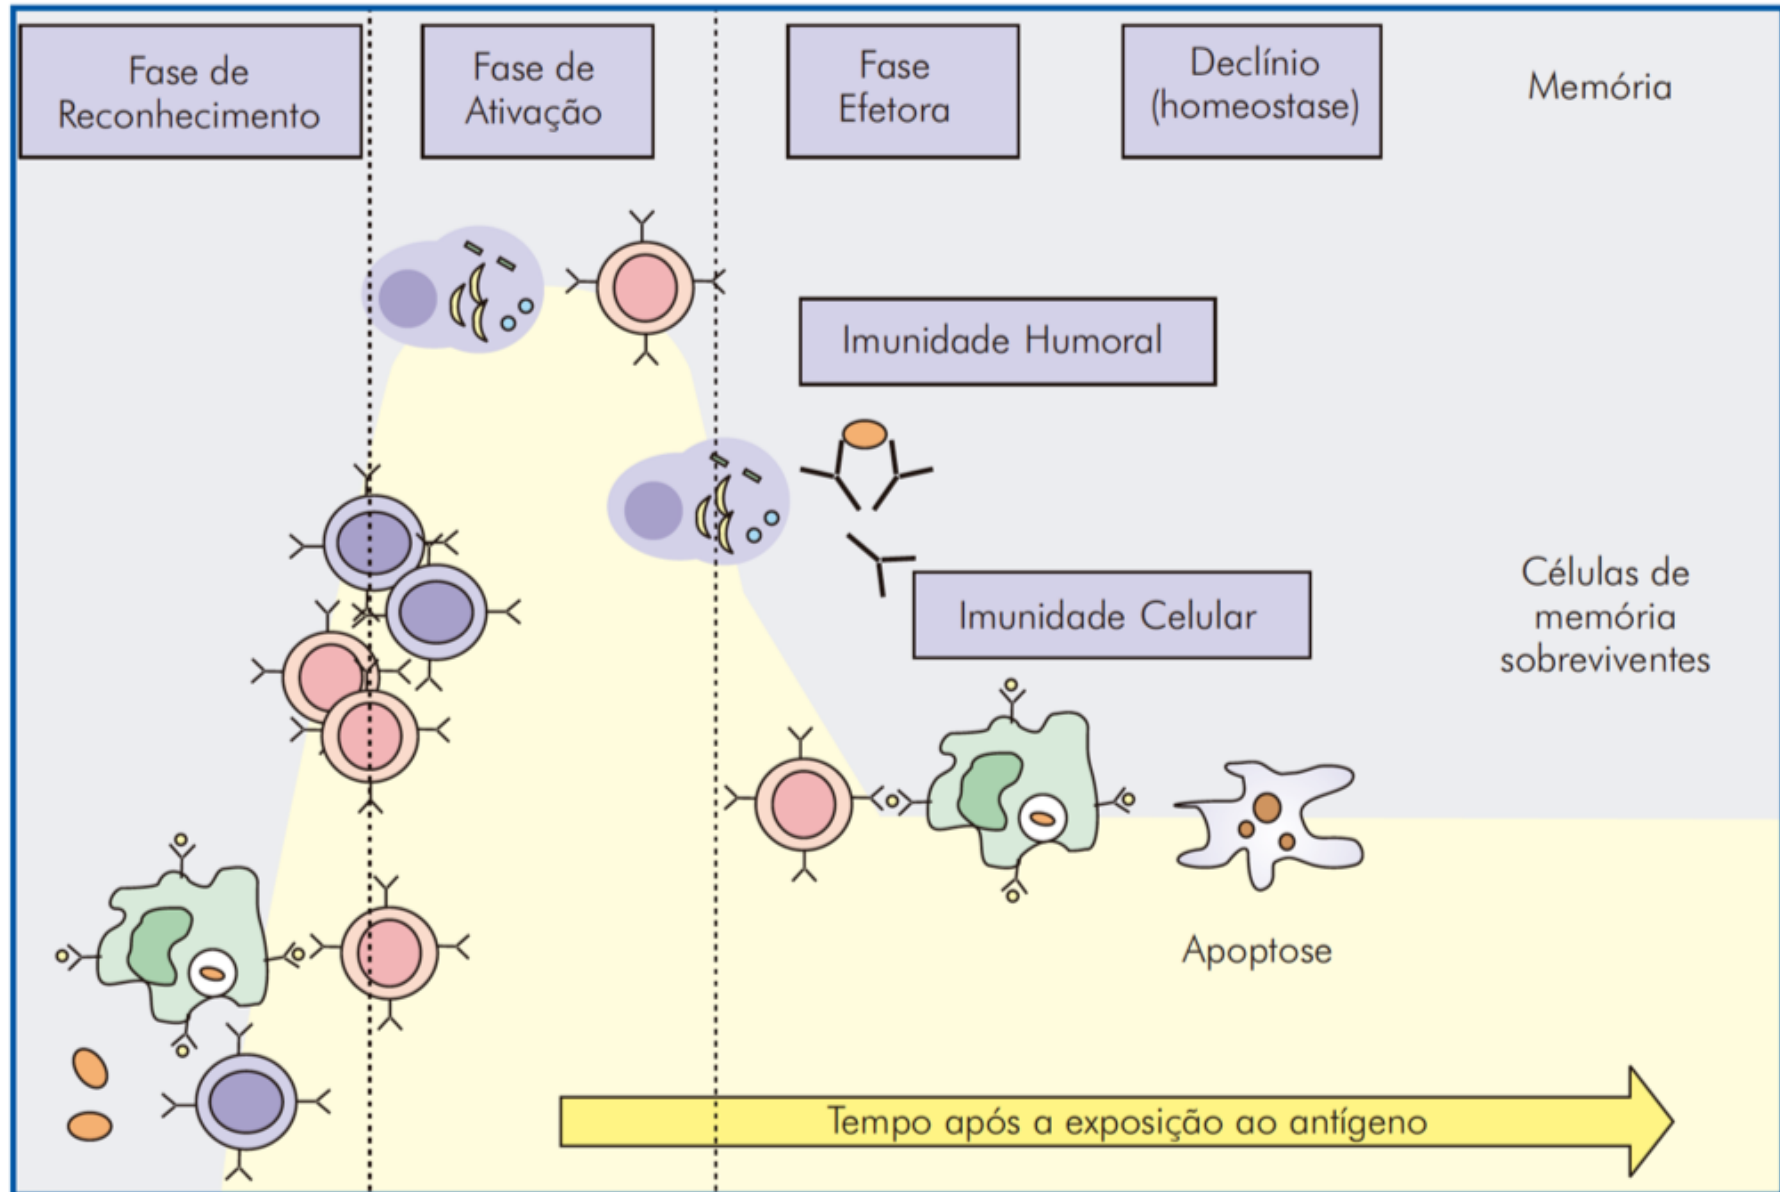 Fase de
Reconhecimento
Fase de
Ativação
Fase
Efetora
Declínio
(homeostase)
Memória
Imunidade Humoral
Imunidade Celular
Células de
memória
sobreviventes
Apoptose
Tempo após a exposição ao antígeno